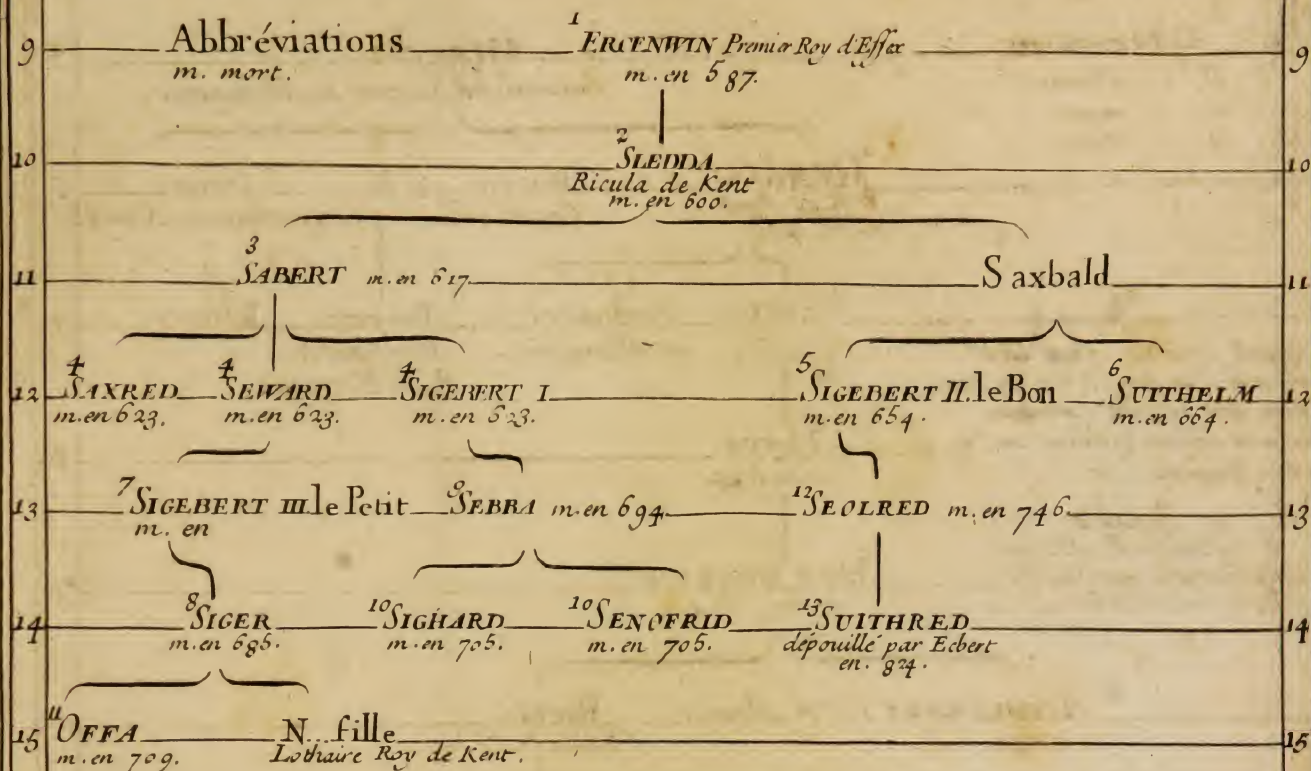 9 Abbréviations 1 ERCENWIN Premier Roy d'Essex 9
m. mort. m. en 587.
2
10 SLEDDA 10
Ricula de Kent
m. en 600.
3
11 SABERT m. en 617. Saxbald 11
4 4 4 5 6
12 SAXRED SEWARD SIGEBERT I. SIGEBERT II. le Bon SUITHELM 12
m. en 623. m. en 623. m. en 623. m. en 654. m. en 664.
7 9 12
13 SIGEBERT III le Petit SEBBA m. en 694. SEOLRED m. en 746. 13
m. en
8 10 10 13
14 SIGER SIGHARD SENOFRID SUITHRED 14
m. en 685. m. en 705. m. en 705. dépouillé par Ecbert
en. 824.
11
15 OFFA N... fille 15
m. en 709. Lothaire Roy de Kent.